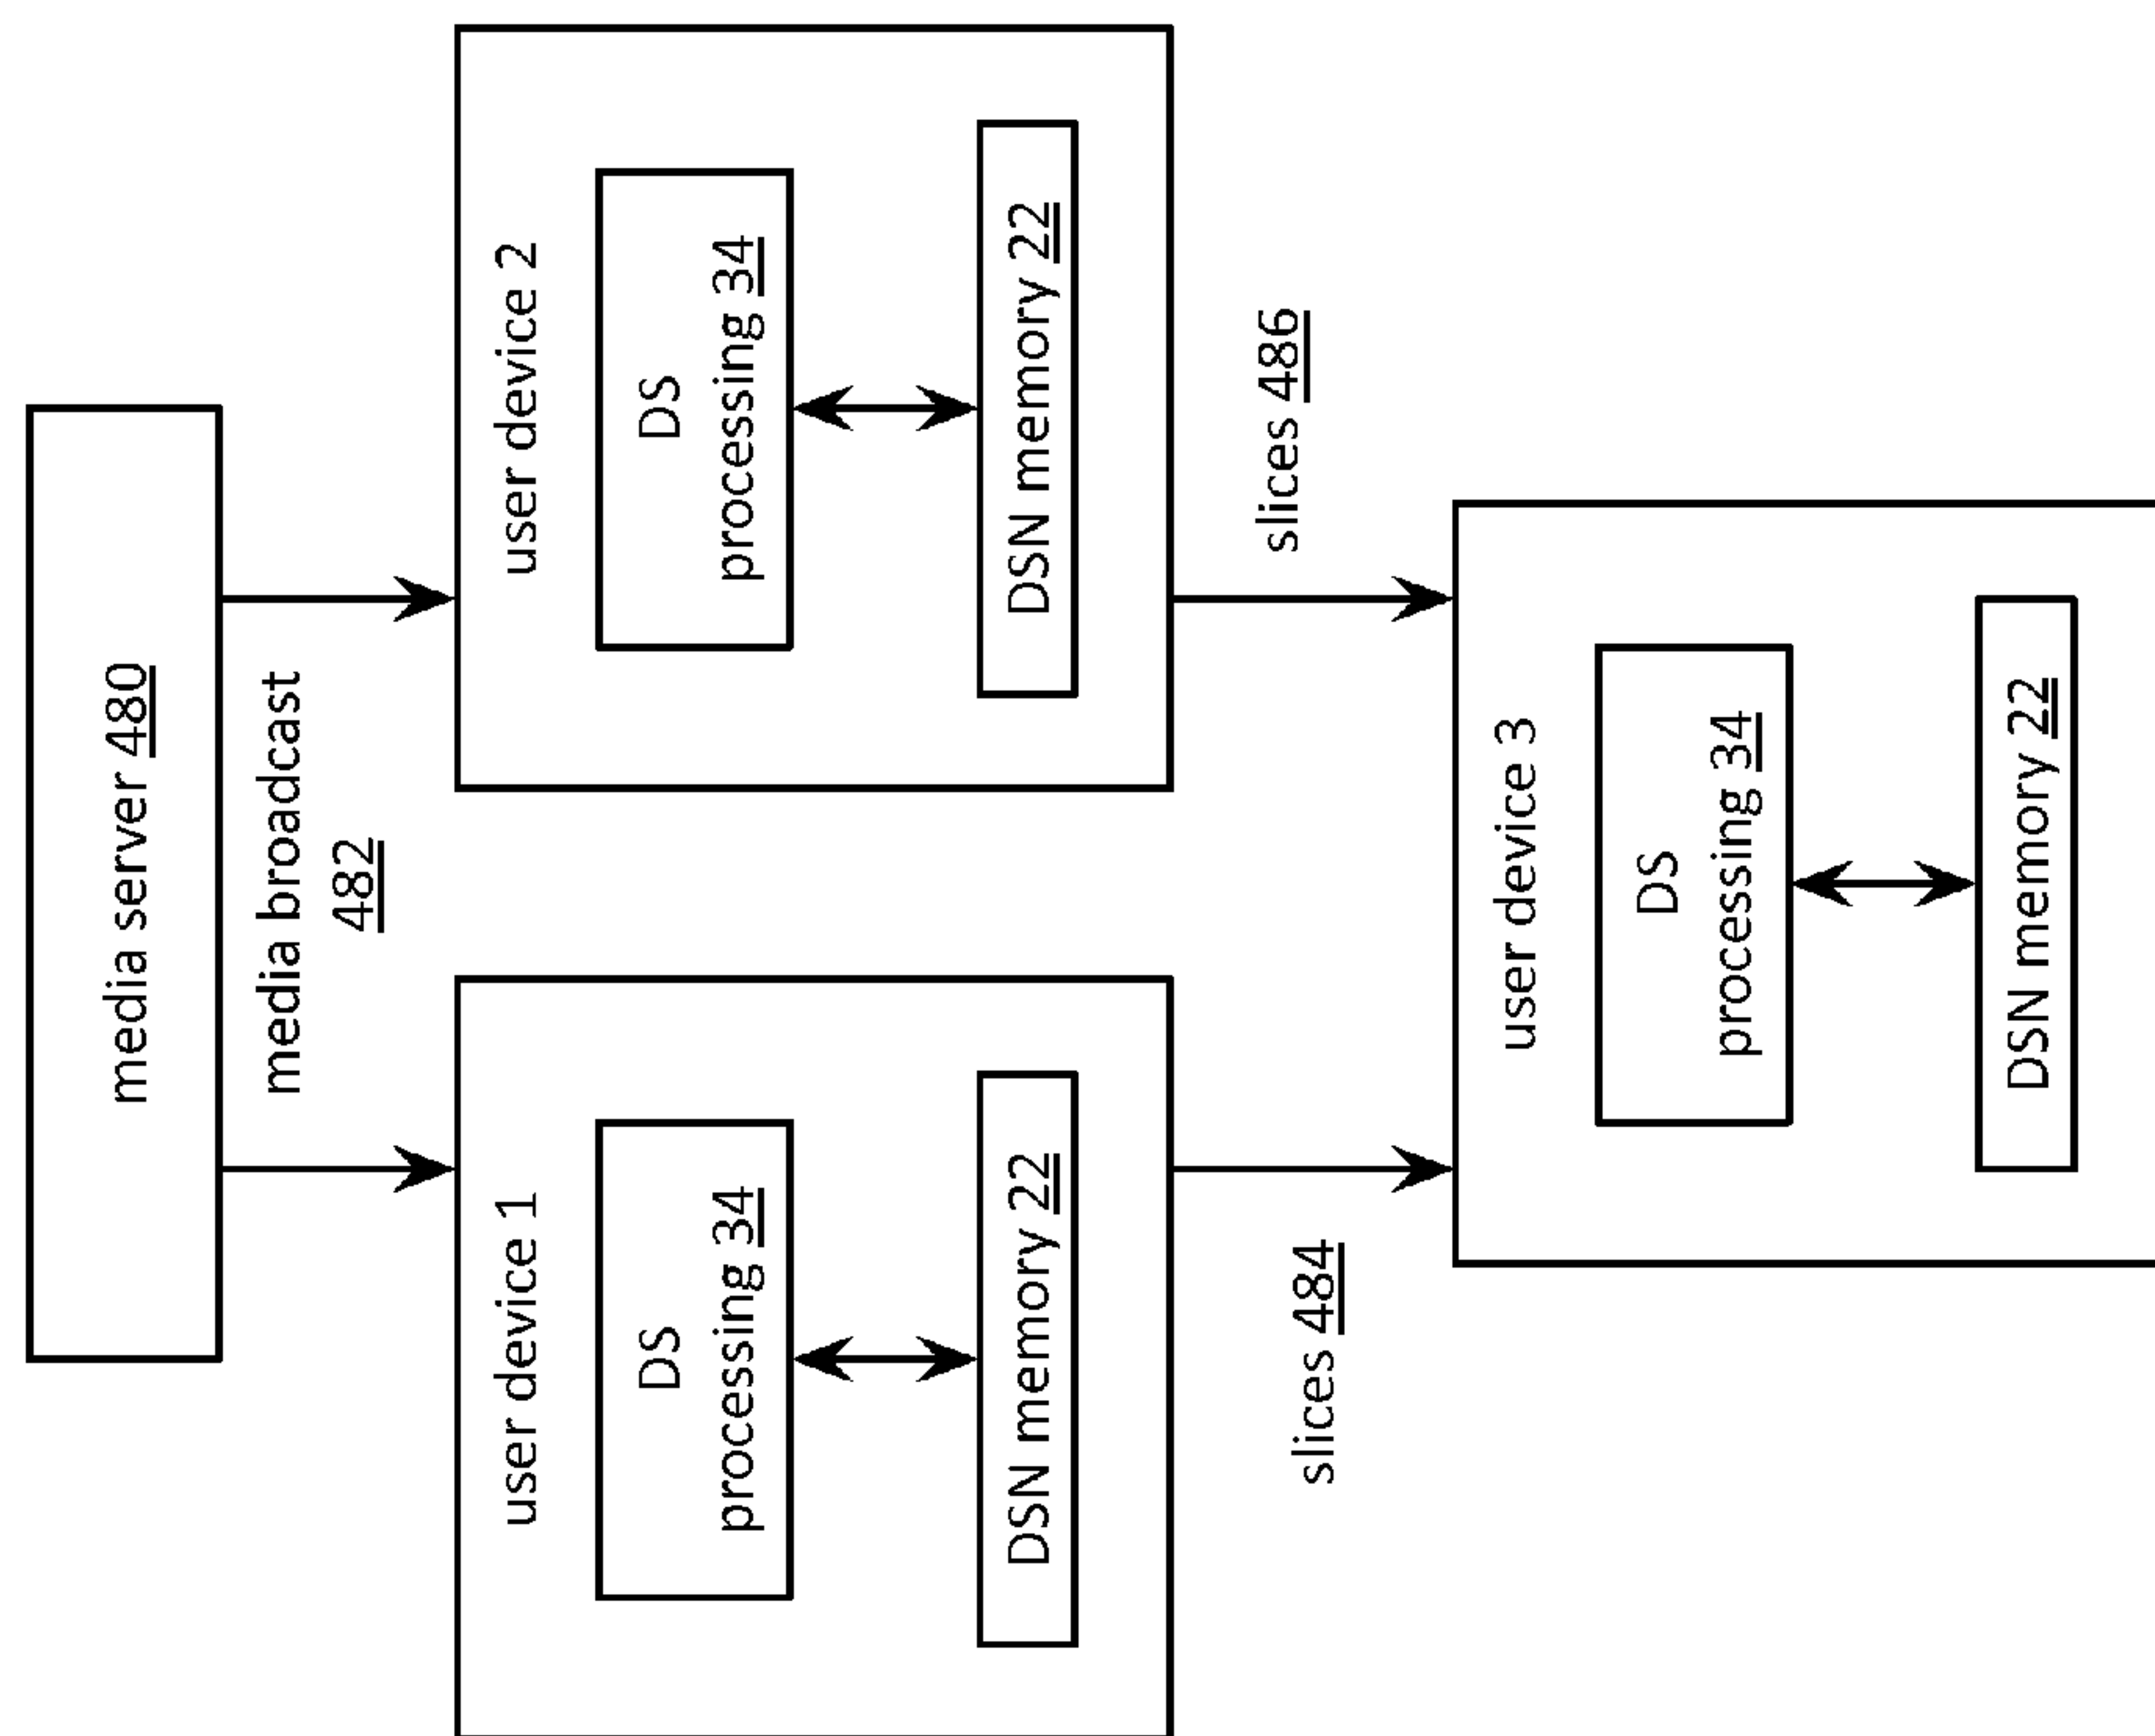 media server 480
media broadcast
482
user device 1
DS
processing 34
DSN memory 22
user device 2
DS
processing 34
DSN memory 22
slices 484
slices 486
user device 3
DS
processing 34
DSN memory 22